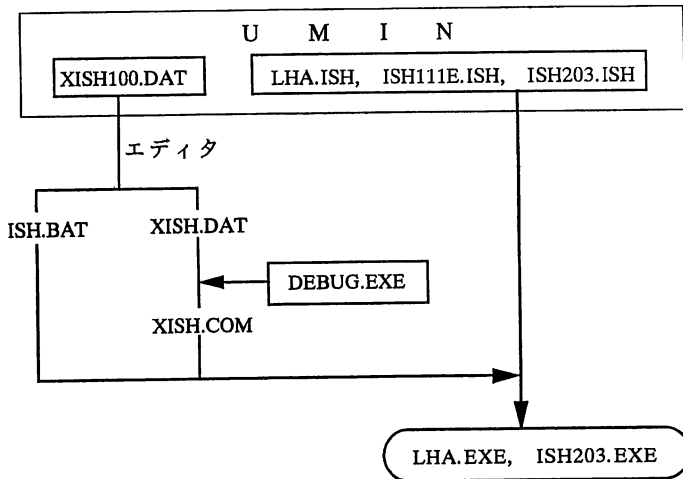 U M I N
XISH100.DAT
LHA.ISH, ISH111E.ISH, ISH203.ISH
エディタ
ISH.BAT XISH.DAT
DEBUG.EXE
XISH.COM
LHA.EXE, ISH203.EXE